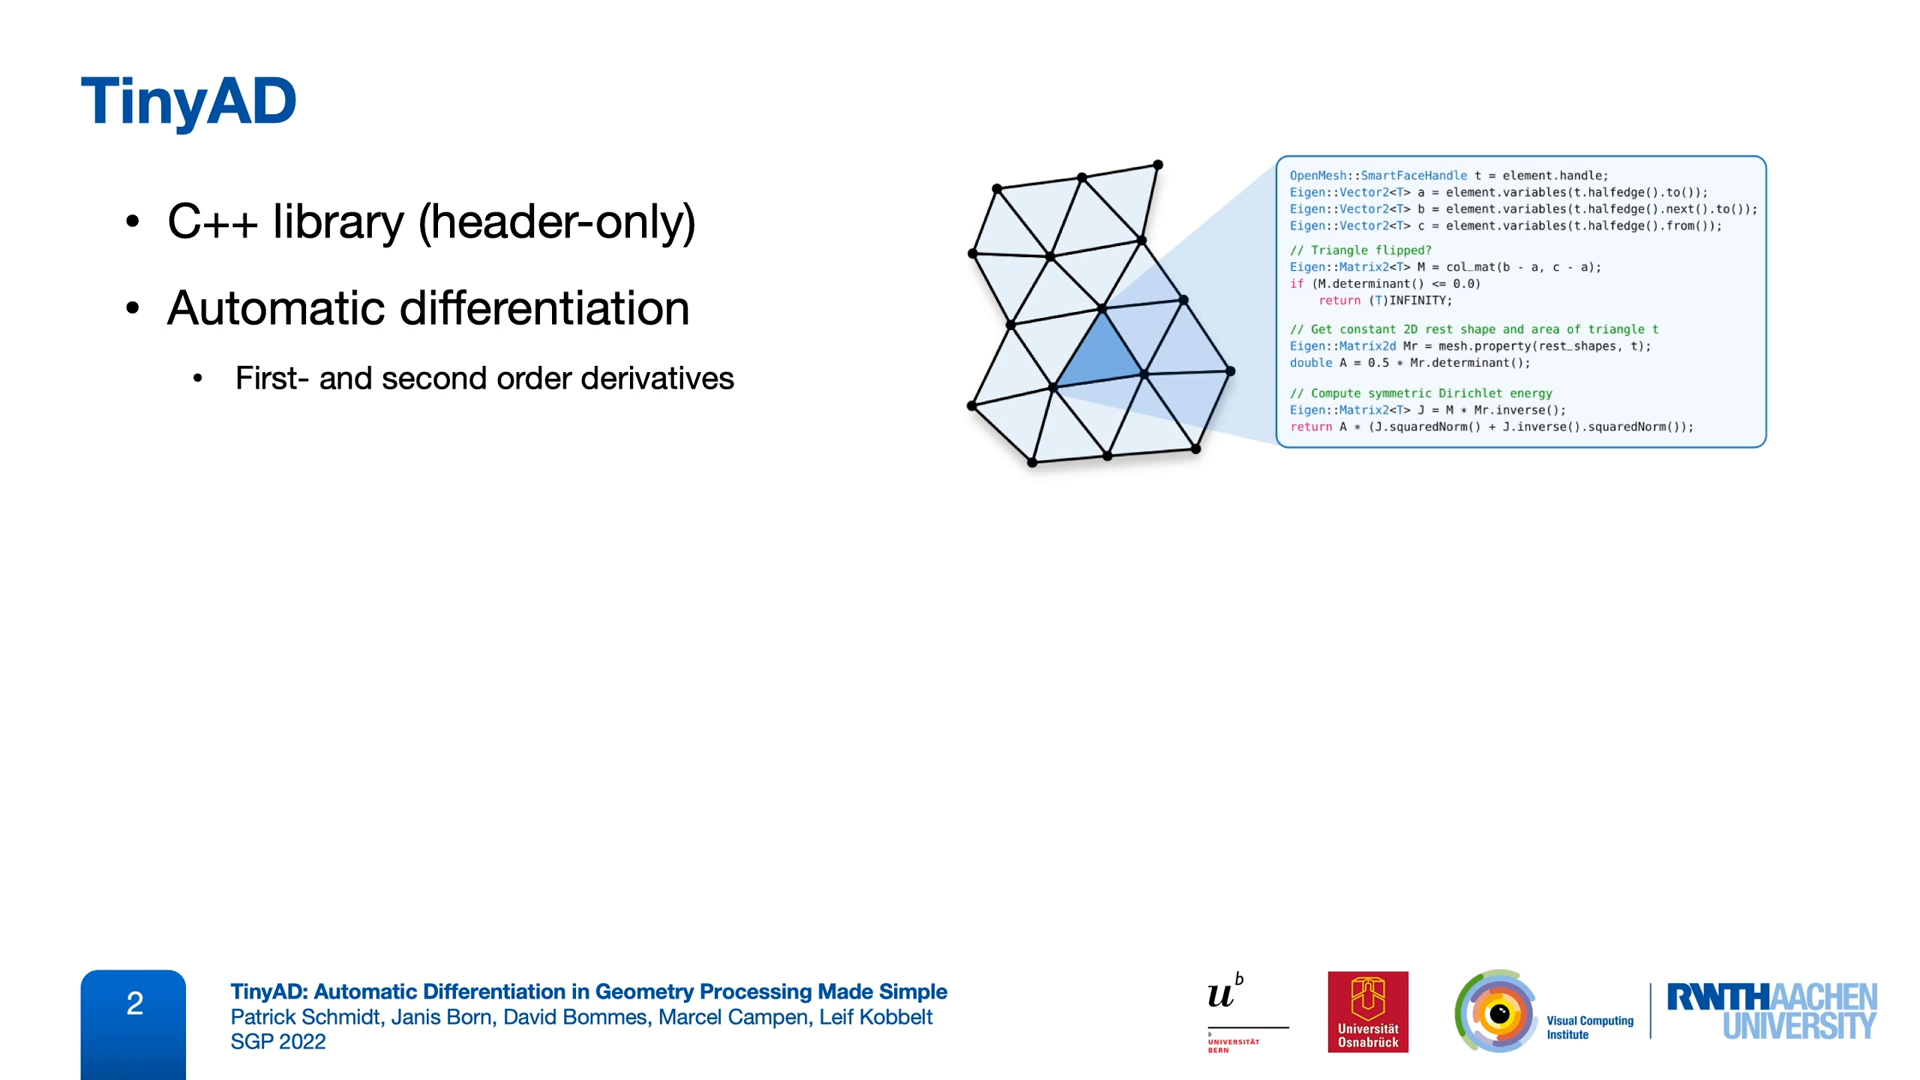 TinyAD
• C++ library (header-only)
• Automatic differentiation
• First- and second order derivatives
OpenMesh::SmartFaceHandle t = element.handle;
Eigen::Vector2<T> a = element.variables(t.halfedge().to());
Eigen::Vector2<T> b = element.variables(t.halfedge().next().to());
Eigen::Vector2<T> c = element.variables(t.halfedge().from());
// Triangle flipped?
Eigen::Matrix2<T> M = col_mat(b - a, c - a);
if (M.determinant() <= 0.0)
return (T)INFINITY;
// Get constant 2D rest shape and area of triangle t
Eigen::Matrix2d Mr = mesh.property(rest_shapes, t);
double A = 0.5 * Mr.determinant();
// Compute symmetric Dirichlet energy
Eigen::Matrix2<T> J = M * Mr.inverse();
return A * (J.squaredNorm() + J.inverse().squaredNorm());
2
TinyAD: Automatic Differentiation in Geometry Processing Made Simple
Patrick Schmidt, Janis Born, David Bommes, Marcel Campen, Leif Kobbelt
SGP 2022
u b
b
UNIVERSITÄT
BERN
Universität
Osnabrück
Visual Computing
Institute
RWTH AACHEN
UNIVERSITY